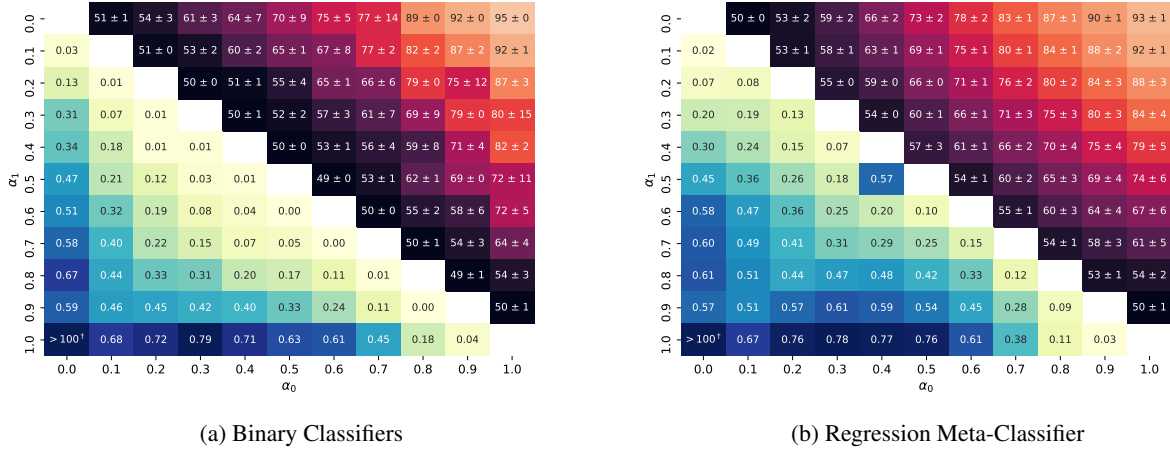 0.0 51 ± 1 54 ± 3 61 ± 3 64 ± 7 71 ± 1 75 ± 5 77 ± 14 89 ± 0 92 ± 0 95 ± 0
0.1 0.03 51 ± 0 53 ± 2 60 ± 2 65 ± 1 67 ± 8 77 ± 2 82 ± 2 87 ± 2 92 ± 1
0.2 0.13 0.01 50 ± 0 51 ± 1 55 ± 4 65 ± 1 66 ± 6 79 ± 0 75 ± 12 87 ± 3
0.3 0.31 0.07 0.01 50 ± 1 52 ± 2 57 ± 3 61 ± 7 69 ± 9 79 ± 0 80 ± 15
0.4 0.34 0.18 0.01 0.01 50 ± 0 53 ± 1 56 ± 4 59 ± 8 71 ± 4 82 ± 2
α₁ 0.5 0.47 0.21 0.12 0.03 0.01 49 ± 0 53 ± 1 62 ± 1 69 ± 0 72 ± 11
0.6 0.51 0.32 0.19 0.08 0.04 0.00 50 ± 0 55 ± 2 58 ± 6 72 ± 5
0.7 0.58 0.40 0.22 0.15 0.07 0.05 0.00 50 ± 1 54 ± 3 64 ± 4
0.8 0.67 0.44 0.33 0.31 0.20 0.17 0.11 0.01 49 ± 1 54 ± 3
0.9 0.59 0.46 0.45 0.42 0.40 0.33 0.24 0.11 0.00 50 ± 1
1.0 > 100† 0.68 0.72 0.79 0.71 0.63 0.61 0.45 0.18 0.04
0.0 0.1 0.2 0.3 0.4 0.5 0.6 0.7 0.8 0.9 1.0
α₀
(a) Binary Classifiers
0.0 50 ± 0 53 ± 2 59 ± 2 66 ± 2 73 ± 2 78 ± 2 83 ± 1 87 ± 1 90 ± 1 93 ± 1
0.1 0.02 53 ± 1 58 ± 1 63 ± 1 69 ± 1 75 ± 1 80 ± 1 84 ± 1 88 ± 2 92 ± 1
0.2 0.07 0.08 55 ± 0 59 ± 0 66 ± 0 71 ± 1 76 ± 2 80 ± 2 84 ± 3 88 ± 3
0.3 0.20 0.19 0.13 54 ± 0 60 ± 1 66 ± 1 71 ± 3 75 ± 3 80 ± 3 84 ± 4
0.4 0.30 0.24 0.15 0.07 57 ± 3 61 ± 1 66 ± 2 70 ± 4 75 ± 4 79 ± 5
α₁ 0.5 0.45 0.36 0.26 0.18 0.57 54 ± 1 60 ± 2 65 ± 3 69 ± 4 74 ± 6
0.6 0.58 0.47 0.36 0.25 0.20 0.10 55 ± 1 60 ± 3 64 ± 4 67 ± 6
0.7 0.60 0.49 0.41 0.31 0.29 0.25 0.15 54 ± 1 58 ± 3 61 ± 5
0.8 0.61 0.51 0.44 0.47 0.48 0.42 0.33 0.12 53 ± 1 54 ± 2
0.9 0.57 0.51 0.57 0.61 0.59 0.54 0.45 0.28 0.09 50 ± 1
1.0 > 100† 0.67 0.76 0.78 0.77 0.76 0.61 0.38 0.11 0.03
0.0 0.1 0.2 0.3 0.4 0.5 0.6 0.7 0.8 0.9 1.0
α₀
(b) Regression Meta-Classifier